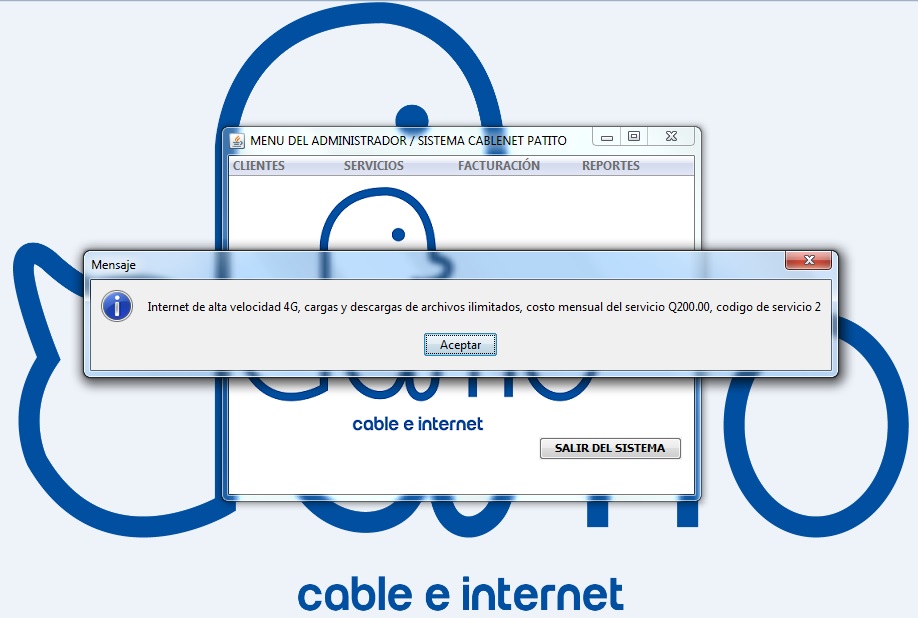 MENU DEL ADMINISTRADOR / SISTEMA CABLENET PATITO
CLIENTES SERVICIOS FACTURACIÓN REPORTES
Mensaje
Internet de alta velocidad 4G, cargas y descargas de archivos ilimitados, costo mensual del servicio Q200.00, codigo de servicio 2
Aceptar
cable e internet
SALIR DEL SISTEMA
cable e internet